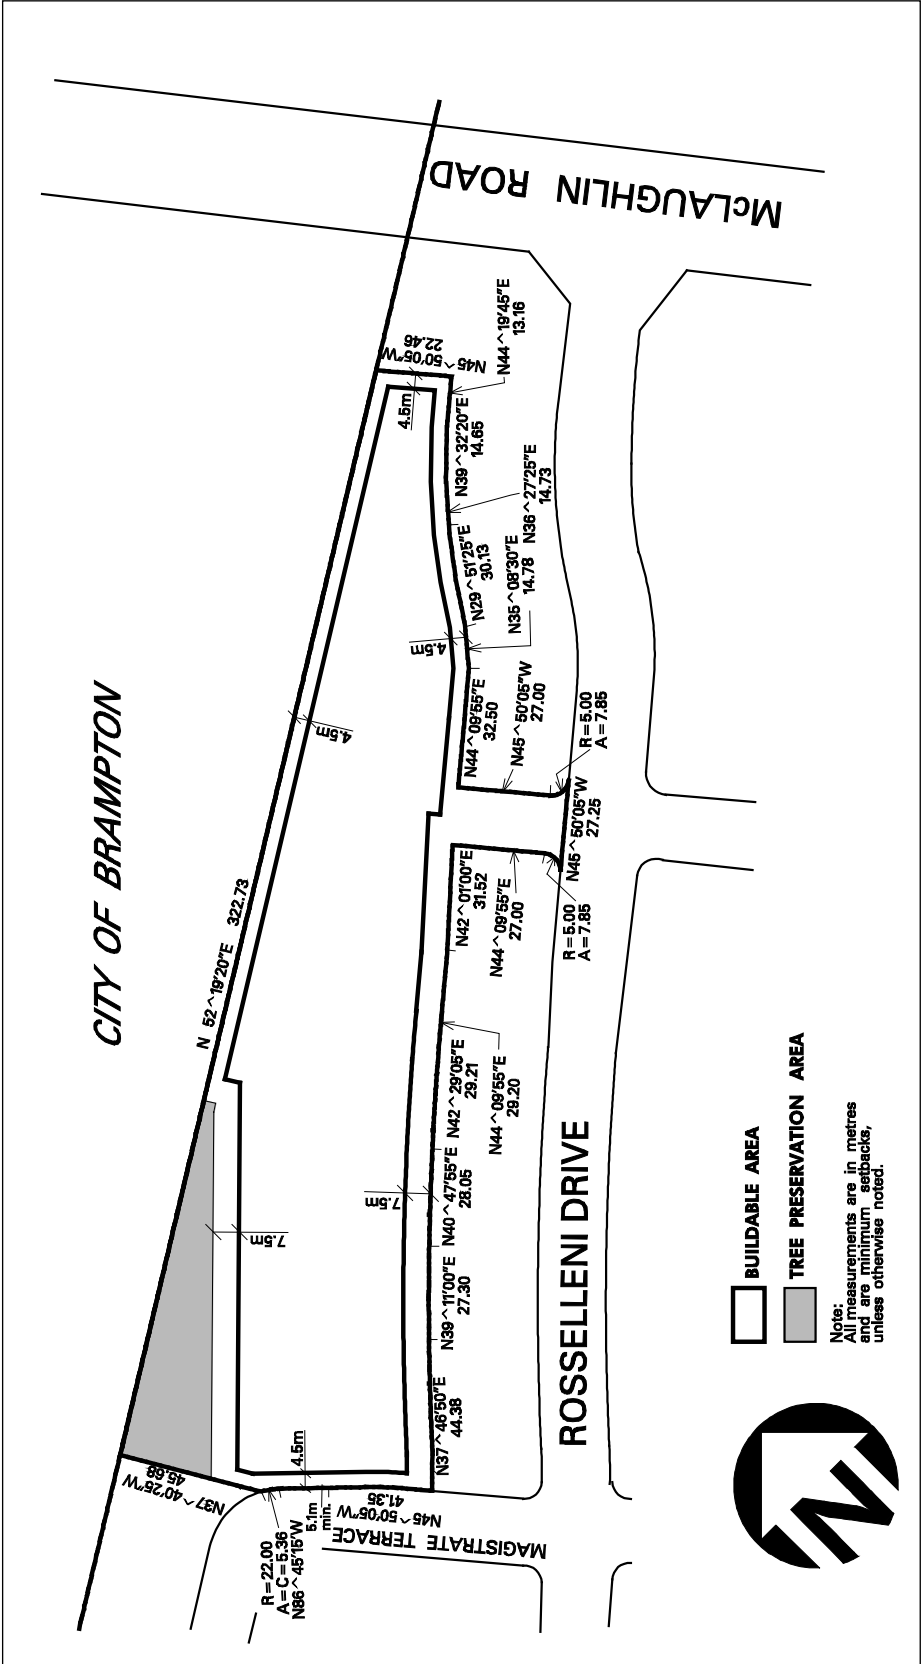 CITY OF BRAMPTON
McLAUGHLIN ROAD
N 52^19'20"E 322.73
N45^50'05"W
22.46
4.5m
N44^19'45"E
13.16
N39^32'20"E
14.65
N36^27'25"E
14.73
N29^51'25"E
30.13
N35^08'30"E
14.78
4.5m
4.5m
N44^09'55"E
32.50
N45^50'05"W
27.00
R=5.00
A=7.85
N45^50'05"W
27.25
N42^01'00"E
31.52
N44^09'55"E
27.00
R=5.00
A=7.85
N42^29'05"E
29.21
N44^09'55"E
29.20
N40^47'55"E
28.05
7.5m
7.5m
N39^11'00"E
27.30
N37^46'50"E
44.38
4.5m
N37^40'25"W
45.68
5.1m
min.
N45^50'05"W
41.35
R=22.00
A=C=5.36
N86^45'15"W
MAGISTRATE TERRACE
ROSSELLENI DRIVE
BUILDABLE AREA
TREE PRESERVATION AREA
Note:
All measurements are in metres
and are minimum setbacks,
unless otherwise noted.
N